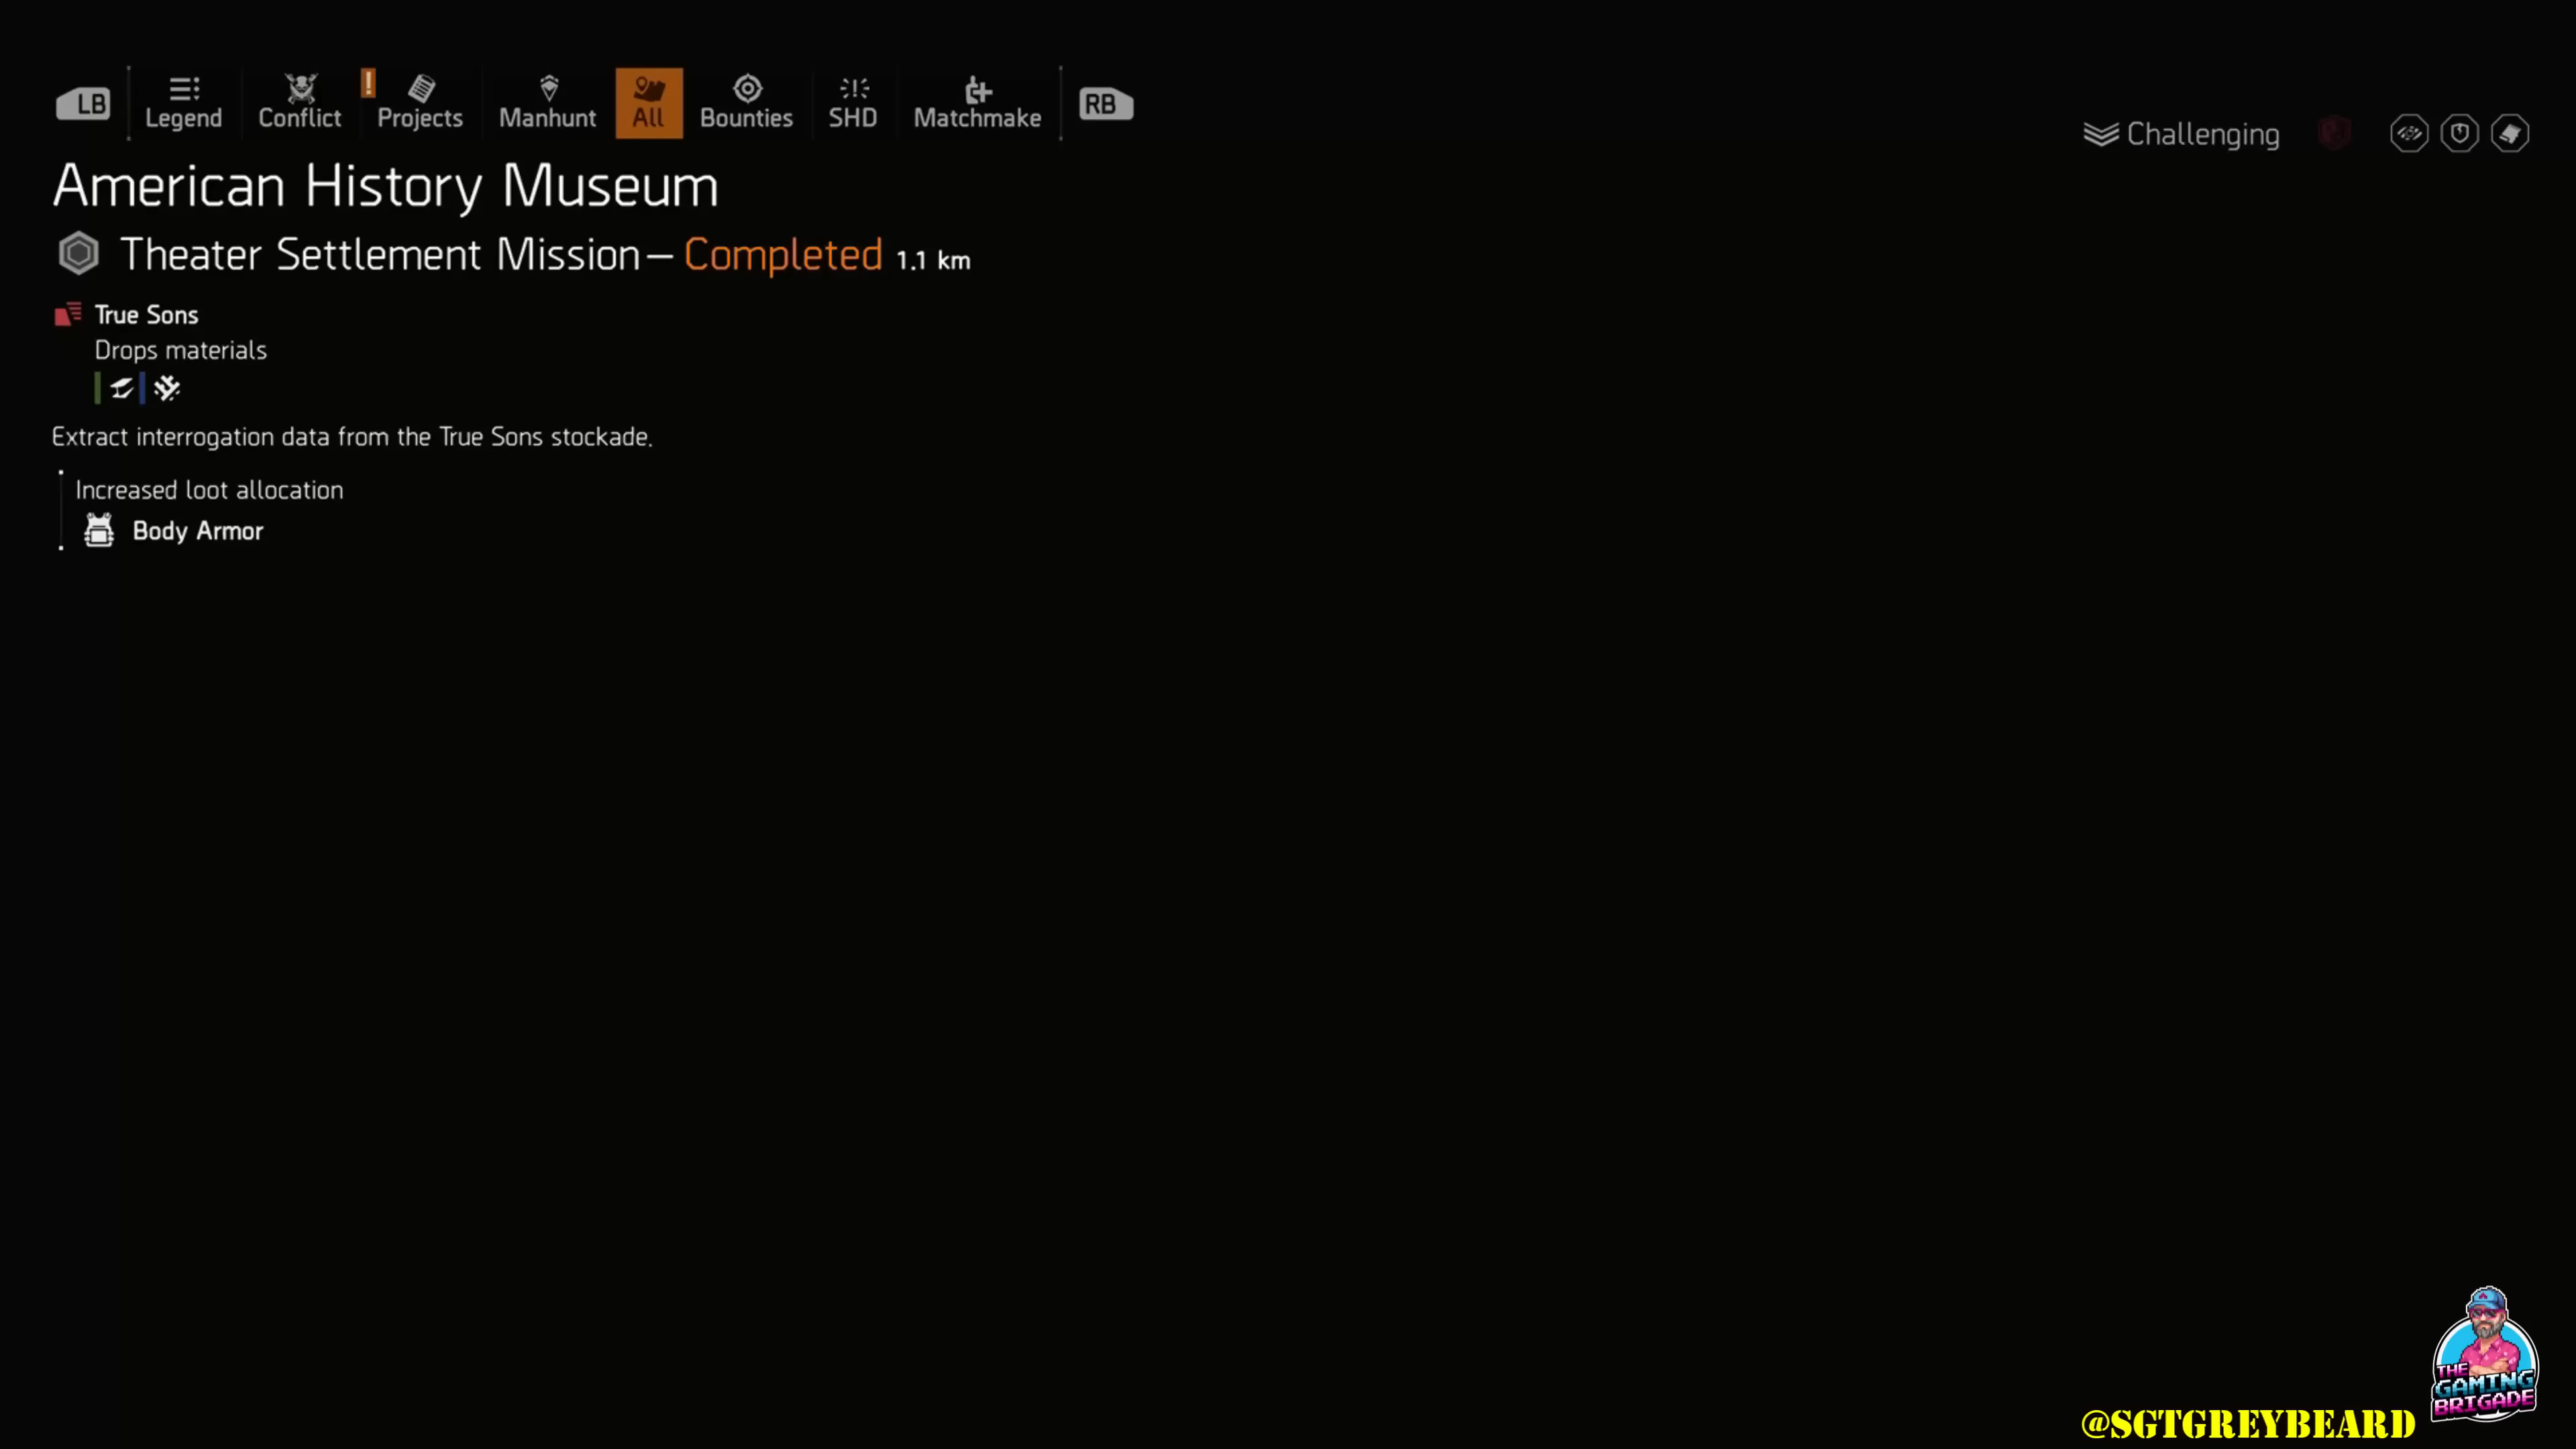 LB Legend Conflict Projects Manhunt All Bounties SHD Matchmake RB
Challenging
American History Museum
Theater Settlement Mission — Completed 1.1 km
True Sons
Drops materials
Extract interrogation data from the True Sons stockade.
Increased loot allocation
Body Armor
THE
GAMING
BRIGADE
@SGTGREYBEARD